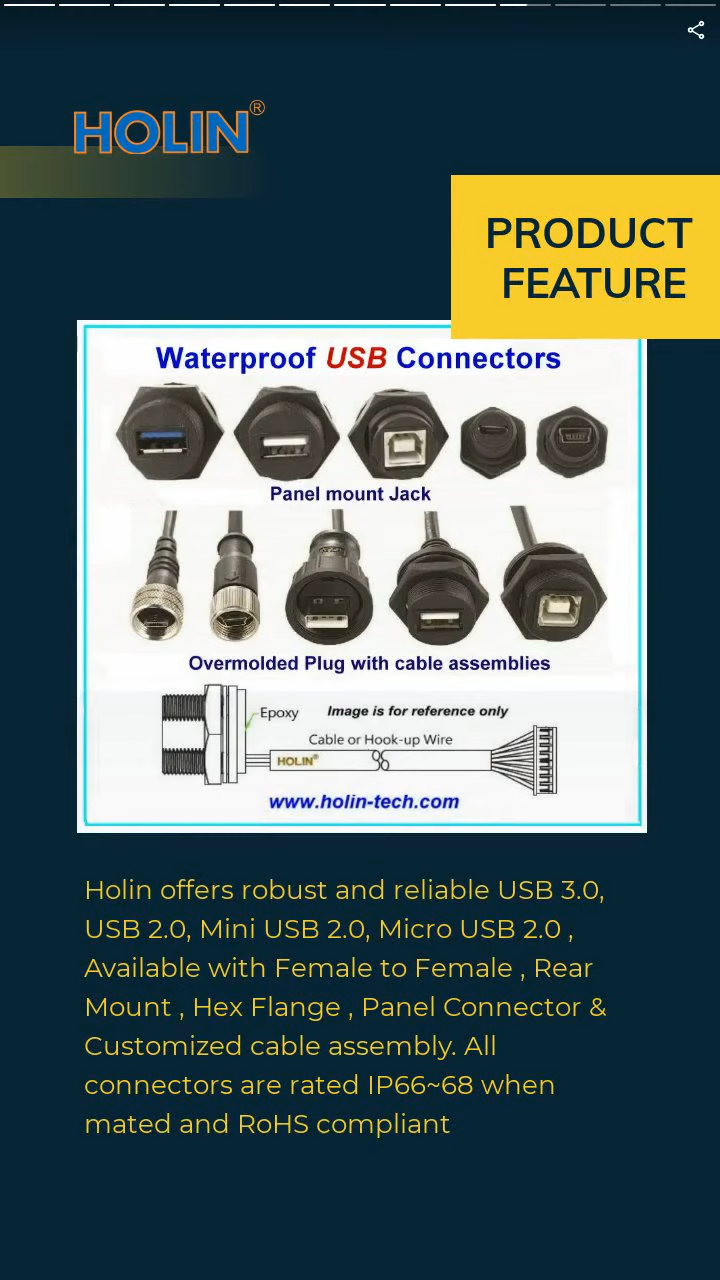 HOLIN®
PRODUCT
FEATURE
Waterproof USB Connectors
Panel mount Jack
Overmolded Plug with cable assemblies
Epoxy
Image is for reference only
Cable or Hook-up Wire
HOLIN®
www.holin-tech.com
Holin offers robust and reliable USB 3.0,
USB 2.0, Mini USB 2.0, Micro USB 2.0 ,
Available with Female to Female , Rear
Mount , Hex Flange , Panel Connector &
Customized cable assembly. All
connectors are rated IP66~68 when
mated and RoHS compliant